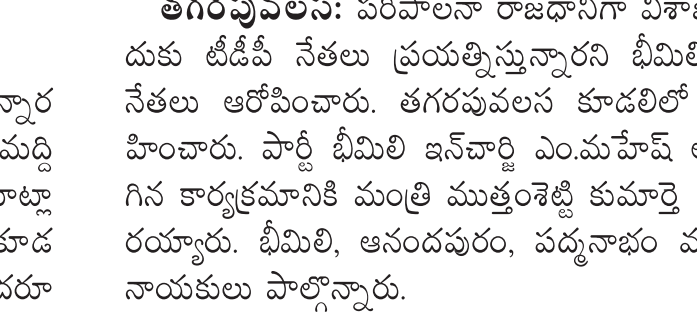 తగరపువలస: పరిపాలనా రాజధానిగా
దుకు టీడీపీ నేతలు ప్రయత్నిస్తున్నారని
నేతలు ఆరోపించారు. తగరపువలస కూడలిలో
హించారు. పార్టీ భీమిలి ఇన్‌చార్జి ఎం.మహేష్
గిన కార్యక్రమానికి మంత్రి ముత్తంశెట్టి
రయ్యారు. భీమిలి, ఆనందపురం, పద్మనాభం
నాయకులు పాల్గొన్నారు.